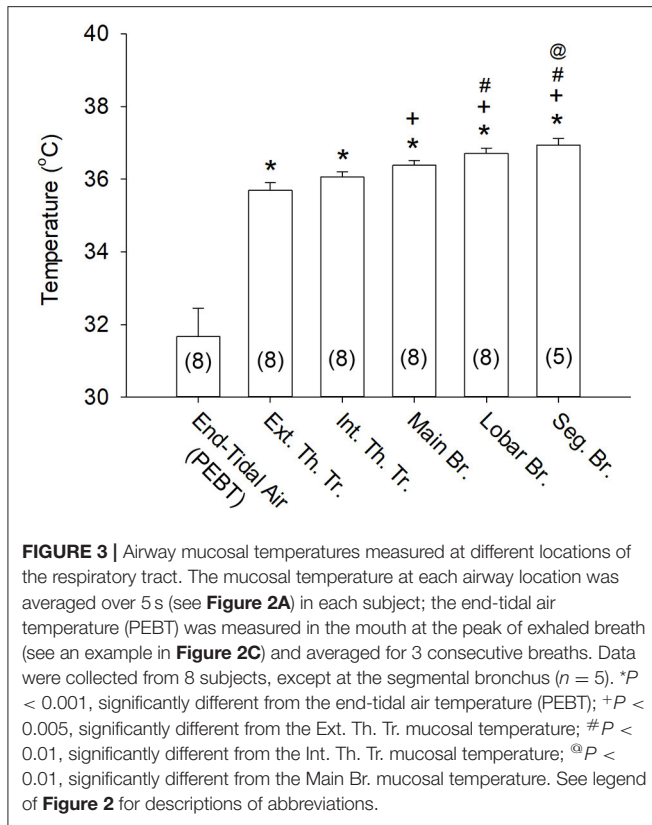 40
38
36
34
32
30
Temperature (°C)
*
*
+
*
#
+
*
@
#
+
*
(8)
(8)
(8)
(8)
(8)
(5)
End-Tidal Air
(PEBT)
Ext. Th. Tr.
Int. Th. Tr.
Main Br.
Lobar Br.
Seg. Br.
FIGURE 3 | Airway mucosal temperatures measured at different locations of
the respiratory tract. The mucosal temperature at each airway location was
averaged over 5 s (see Figure 2A) in each subject; the end-tidal air
temperature (PEBT) was measured in the mouth at the peak of exhaled breath
(see an example in Figure 2C) and averaged for 3 consecutive breaths. Data
were collected from 8 subjects, except at the segmental bronchus (n = 5). *P
< 0.001, significantly different from the end-tidal air temperature (PEBT); +P <
0.005, significantly different from the Ext. Th. Tr. mucosal temperature; #P <
0.01, significantly different from the Int. Th. Tr. mucosal temperature; @P <
0.01, significantly different from the Main Br. mucosal temperature. See legend
of Figure 2 for descriptions of abbreviations.